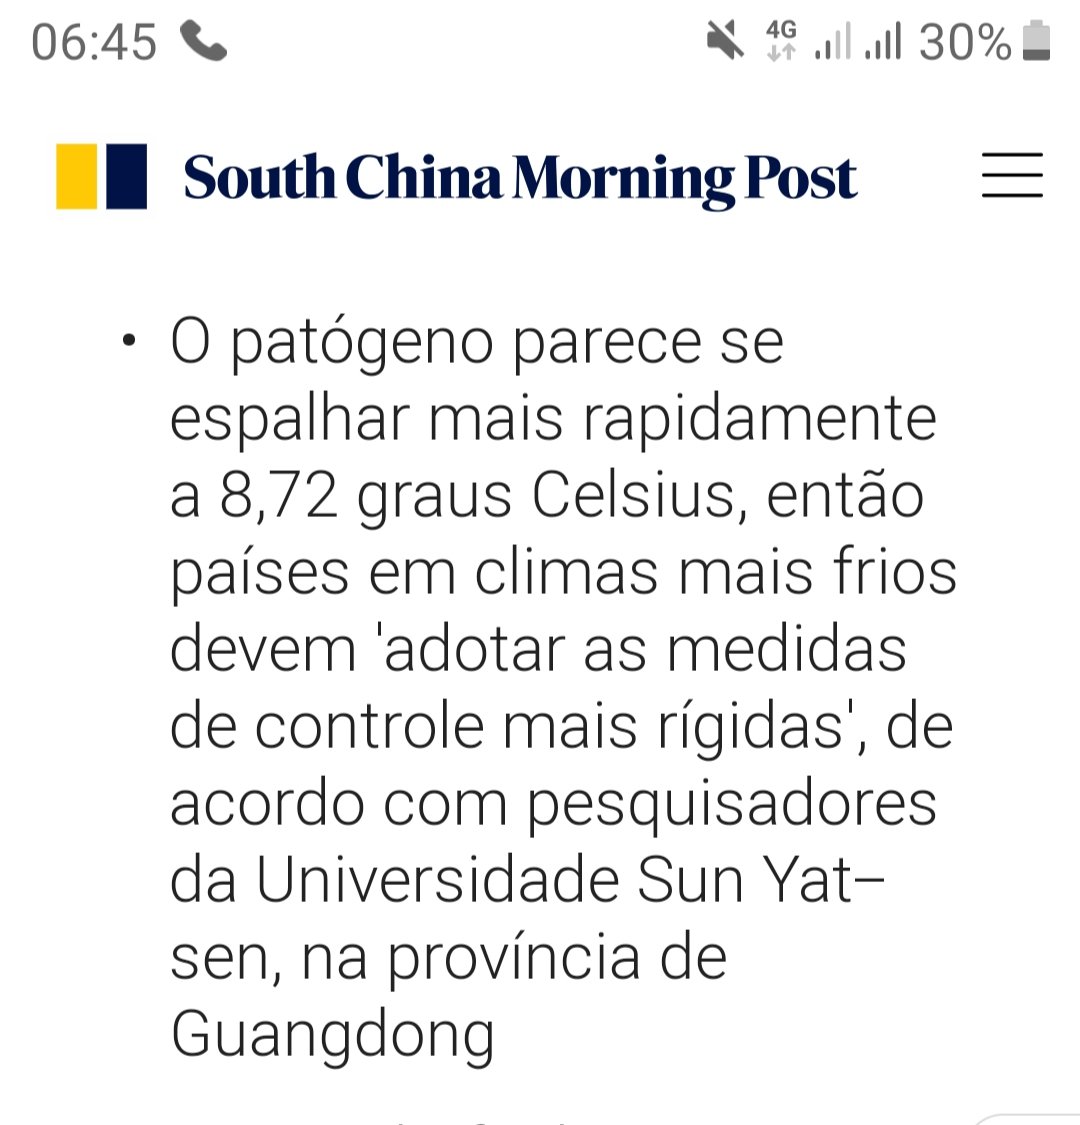 06:45 4G 30%
South China Morning Post
• O patógeno parece se
espalhar mais rapidamente
a 8,72 graus Celsius, então
países em climas mais frios
devem 'adotar as medidas
de controle mais rígidas', de
acordo com pesquisadores
da Universidade Sun Yat–
sen, na província de
Guangdong